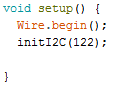 void setup() {
  Wire.begin();
  initI2C(122);
}